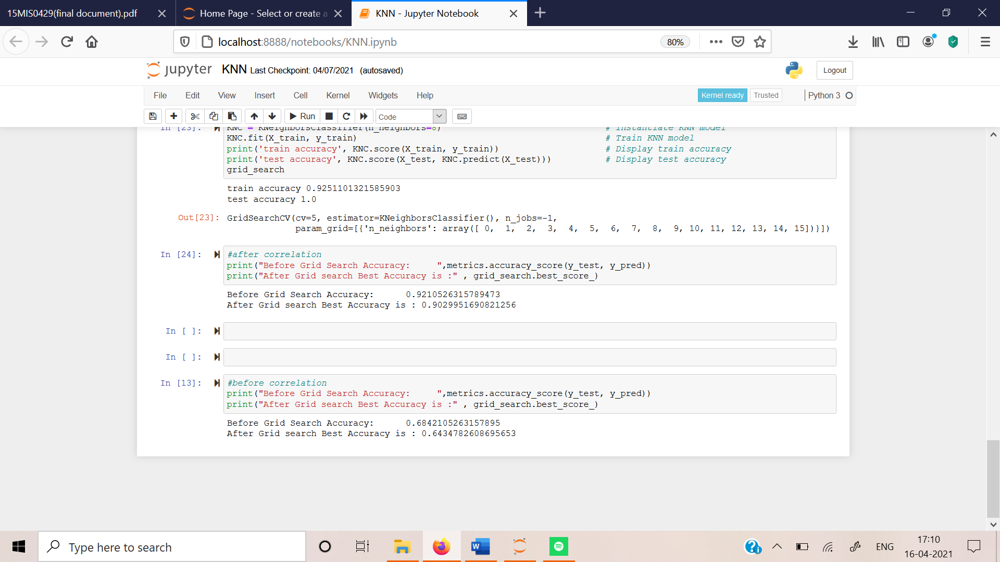 15MIS0429(final document).pdf
Home Page - Select or create a
KNN - Jupyter Notebook
localhost:8888/notebooks/KNN.ipynb
80%
jupyter KNN Last Checkpoint: 04/07/2021 (autosaved)
Logout
File Edit View Insert Cell Kernel Widgets Help
Kernel ready Trusted Python 3
Run Code
In [23]: KNC = KNeighborsClassifier(n_neighbors=8) # Instantiate KNN model
KNC.fit(X_train, y_train) # Train KNN model
print('train accuracy', KNC.score(X_train, y_train)) # Display train accuracy
print('test accuracy', KNC.score(X_test, KNC.predict(X_test))) # Display test accuracy
grid_search
train accuracy 0.9251101321585903
test accuracy 1.0
Out[23]: GridSearchCV(cv=5, estimator=KNeighborsClassifier(), n_jobs=-1,
param_grid=[{'n_neighbors': array([ 0, 1, 2, 3, 4, 5, 6, 7, 8, 9, 10, 11, 12, 13, 14, 15])}])
In [24]: #after correlation
print("Before Grid Search Accuracy:     ",metrics.accuracy_score(y_test, y_pred))
print("After Grid search Best Accuracy is :" , grid_search.best_score_)
Before Grid Search Accuracy:      0.9210526315789473
After Grid search Best Accuracy is : 0.9029951690821256
In [ ]:
In [ ]:
In [13]: #before correlation
print("Before Grid Search Accuracy:     ",metrics.accuracy_score(y_test, y_pred))
print("After Grid search Best Accuracy is :" , grid_search.best_score_)
Before Grid Search Accuracy:      0.6842105263157895
After Grid search Best Accuracy is : 0.6434782608695653
Type here to search
W
ENG
17:10
16-04-2021